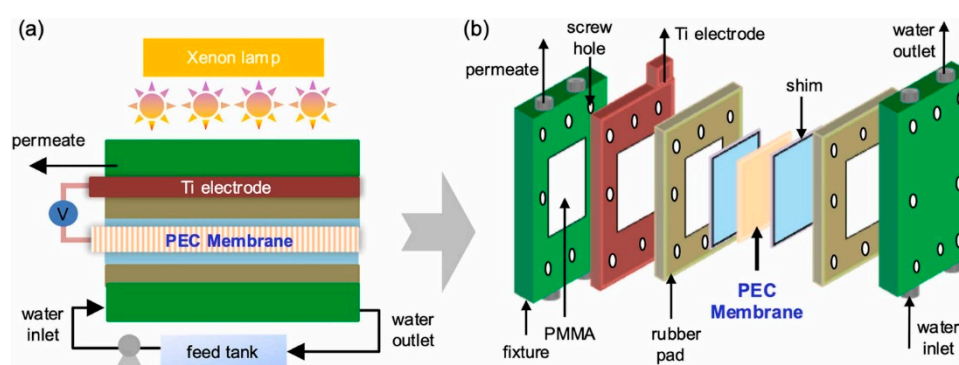 (a)
Xenon lamp
permeate
Ti electrode
V
PEC Membrane
water
inlet
water
outlet
feed tank
(b)
screw
hole
Ti electrode
water
outlet
permeate
shim
PEC
Membrane
PMMA
fixture
rubber
pad
water
inlet